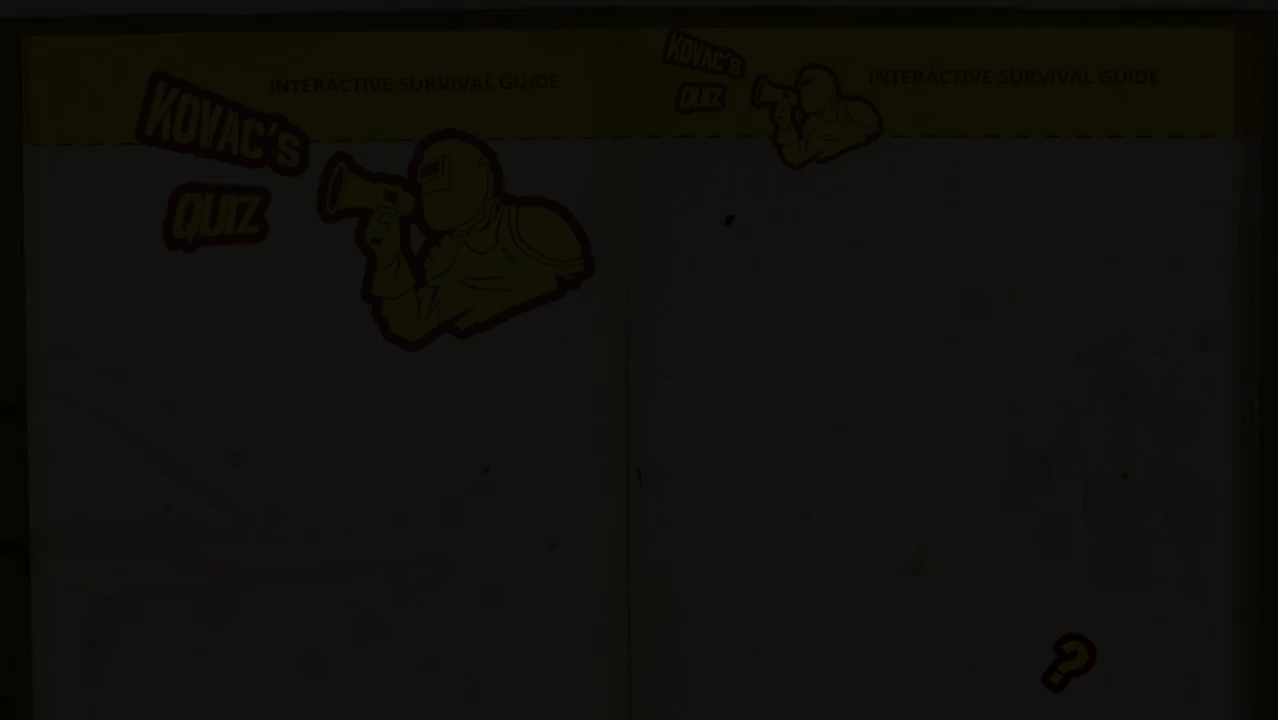 INTERACTIVE SURVIVAL GUIDE
KOVAC'S
QUIZ
KOVAC'S
QUIZ
INTERACTIVE SURVIVAL GUIDE
?